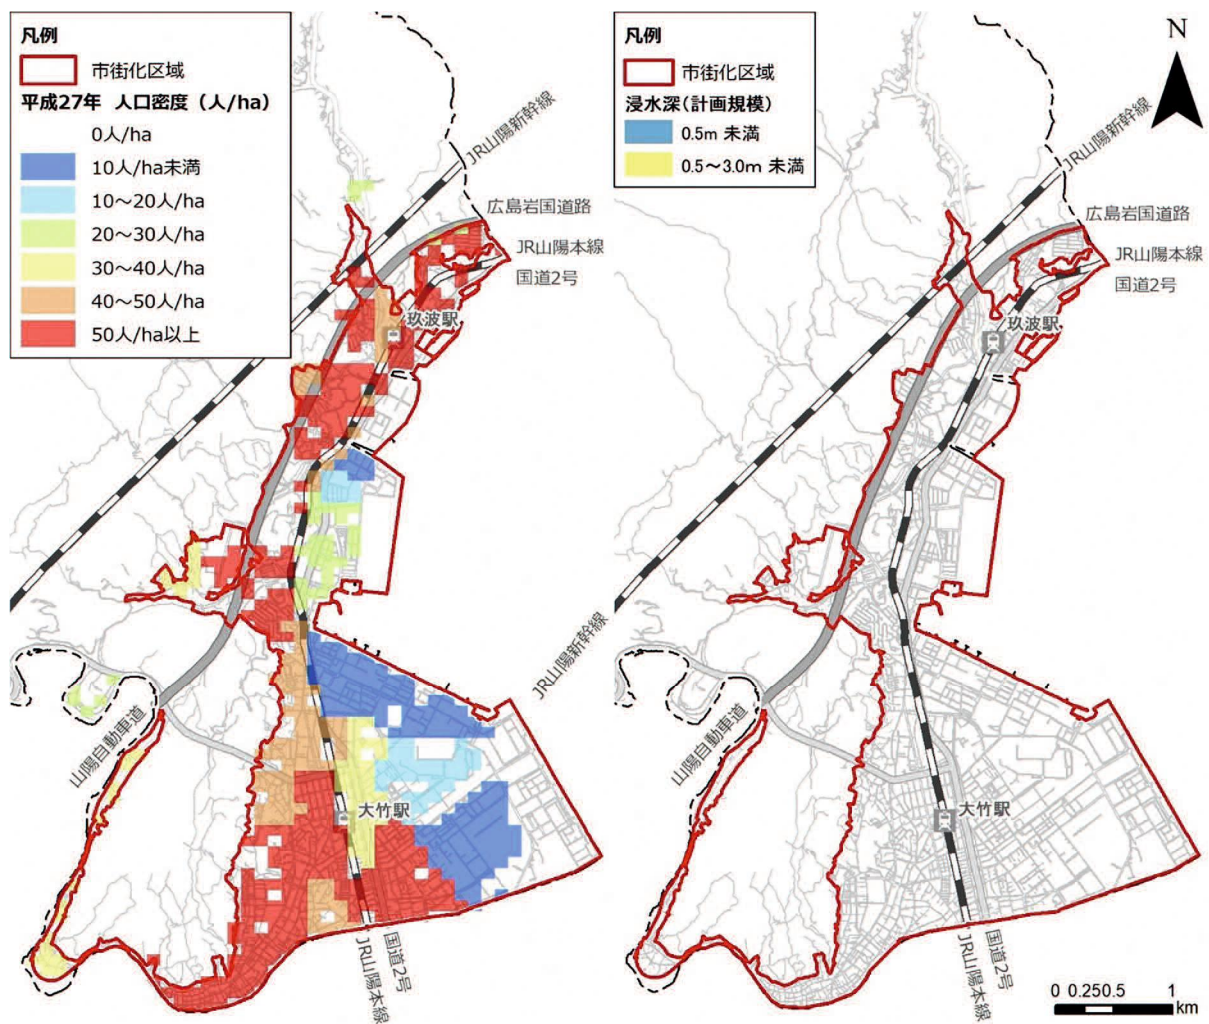 凡例
市街化区域
平成27年 人口密度（人/ha）
0人/ha
10人/ha未満
10～20人/ha
20～30人/ha
30～40人/ha
40～50人/ha
50人/ha以上
JR山陽新幹線
広島岩国道路
JR山陽本線
国道2号
玖波駅
JR山陽新幹線
山陽自動車道
大竹駅
国道2号
JR山陽本線
凡例
市街化区域
浸水深（計画規模）
0.5m 未満
0.5～3.0m 未満
N
JR山陽新幹線
広島岩国道路
JR山陽本線
国道2号
玖波駅
山陽自動車道
大竹駅
国道2号
JR山陽本線
0 0.25 0.5 1
km